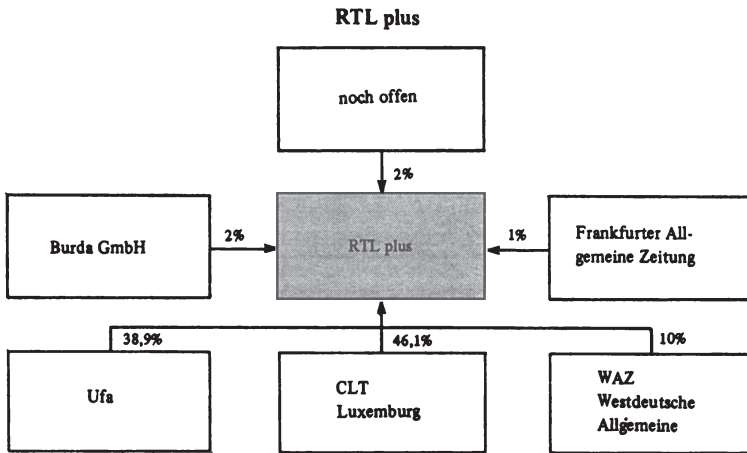 RTL plus
noch offen
2%
Burda GmbH
2%
RTL plus
1%
Frankfurter All-
gemeine Zeitung
38,9%
46,1%
10%
Ufa
CLT
Luxemburg
WAZ
Westdeutsche
Allgemeine